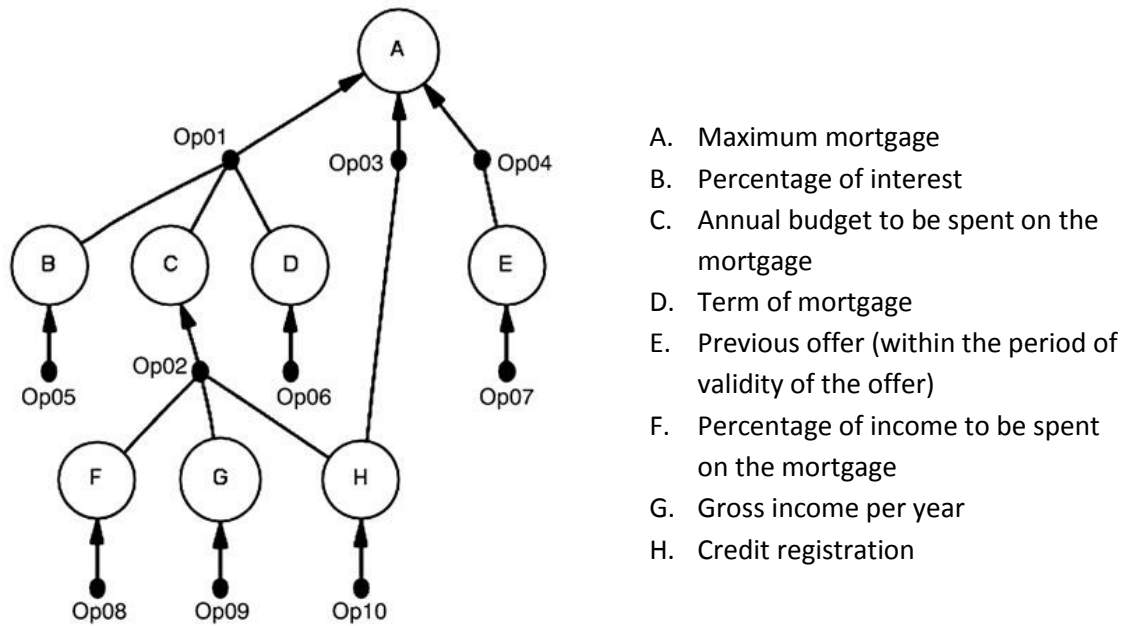 A
Op01
Op03
Op04
B
C
D
E
Op02
Op05
Op06
Op07
F
G
H
Op08
Op09
Op10
A. Maximum mortgage
B. Percentage of interest
C. Annual budget to be spent on the
mortgage
D. Term of mortgage
E. Previous offer (within the period of
validity of the offer)
F. Percentage of income to be spent
on the mortgage
G. Gross income per year
H. Credit registration